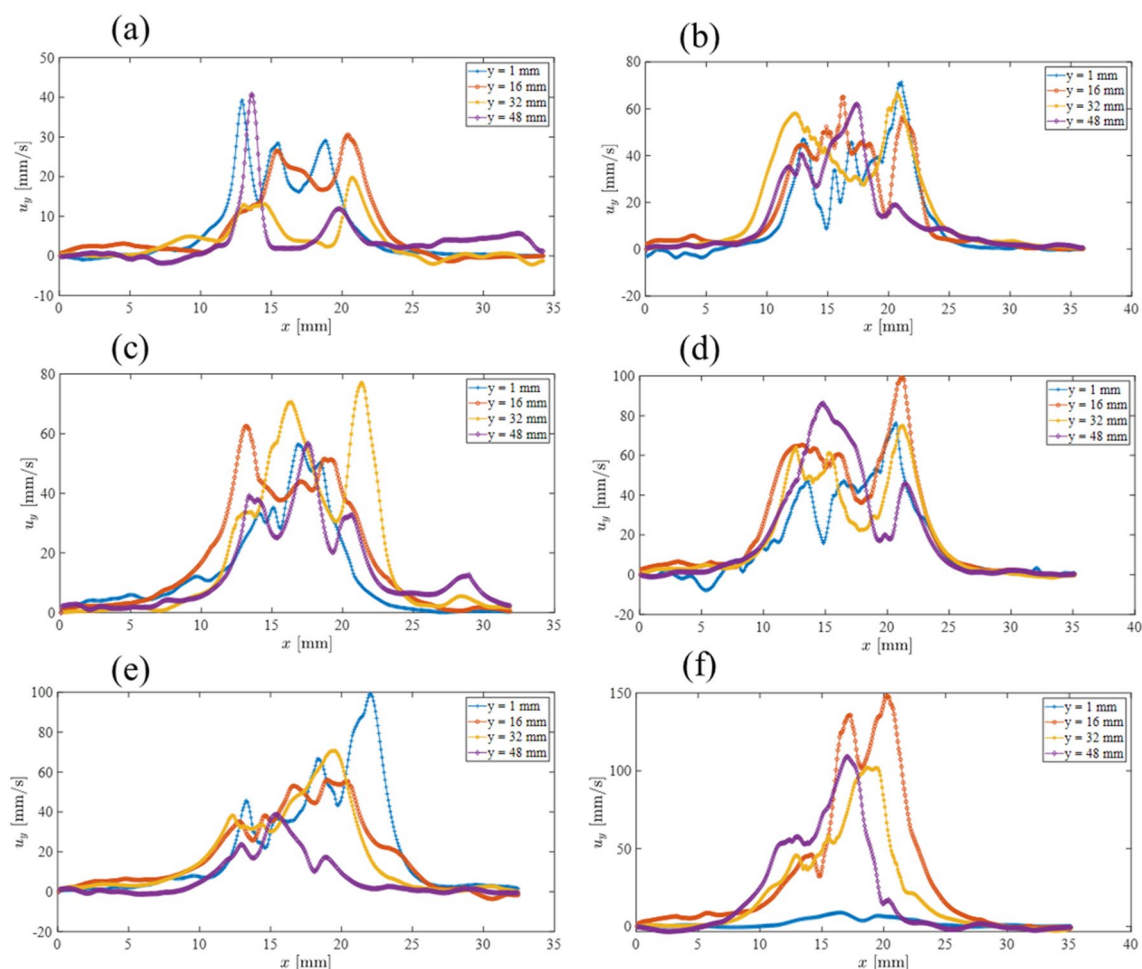 (a)
50
40
30
20
10
0
-10
u_y [mm/s]
0 5 10 15 20 25 30 35
x [mm]
y = 1 mm
y = 16 mm
y = 32 mm
y = 48 mm
(b)
80
60
40
20
0
-20
u_y [mm/s]
0 5 10 15 20 25 30 35 40
x [mm]
y = 1 mm
y = 16 mm
y = 32 mm
y = 48 mm
(c)
80
60
40
20
0
u_y [mm/s]
0 5 10 15 20 25 30 35
x [mm]
y = 1 mm
y = 16 mm
y = 32 mm
y = 48 mm
(d)
100
80
60
40
20
0
-20
u_y [mm/s]
0 5 10 15 20 25 30 35 40
x [mm]
y = 1 mm
y = 16 mm
y = 32 mm
y = 48 mm
(e)
100
80
60
40
20
0
-20
u_y [mm/s]
0 5 10 15 20 25 30 35
x [mm]
y = 1 mm
y = 16 mm
y = 32 mm
y = 48 mm
(f)
150
100
50
0
u_y [mm/s]
0 5 10 15 20 25 30 35 40
x [mm]
y = 1 mm
y = 16 mm
y = 32 mm
y = 48 mm